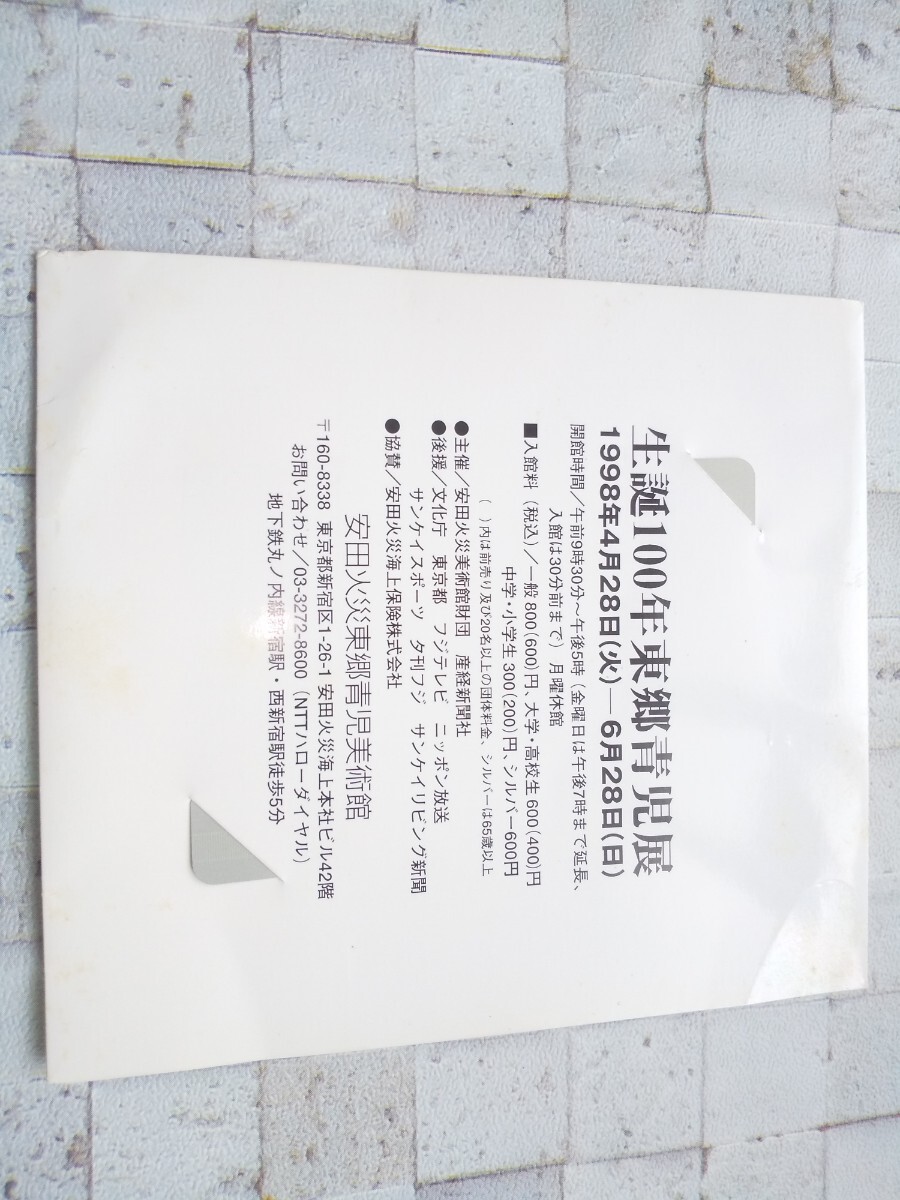 生誕100年東郷青児展
1998年4月28日(火)―6月28日(日)
開館時間/午前9時30分～午後5時(金曜日は午後7時まで延長、
入館は30分前まで) 月曜休館
■入館料(税込)/一般800(600)円、大学・高校生600(400)円
中学・小学生300(200)円、シルバー600円
( )内は前売り及び20名以上の団体料金、シルバーは65歳以上
●主催/安田火災美術館財団 産経新聞社
●後援/文化庁 東京都 フジテレビ ニッポン放送
サンケイスポーツ 夕刊フジ サンケイリビング新聞
●協賛/安田火災海上保険株式会社
安田火災東郷青児美術館
〒160-8338 東京都新宿区1-26-1 安田火災海上本社ビル42階
お問い合わせ/03-3272-8600(NTTハローダイヤル)
地下鉄丸ノ内線新宿駅・西新宿駅徒歩5分